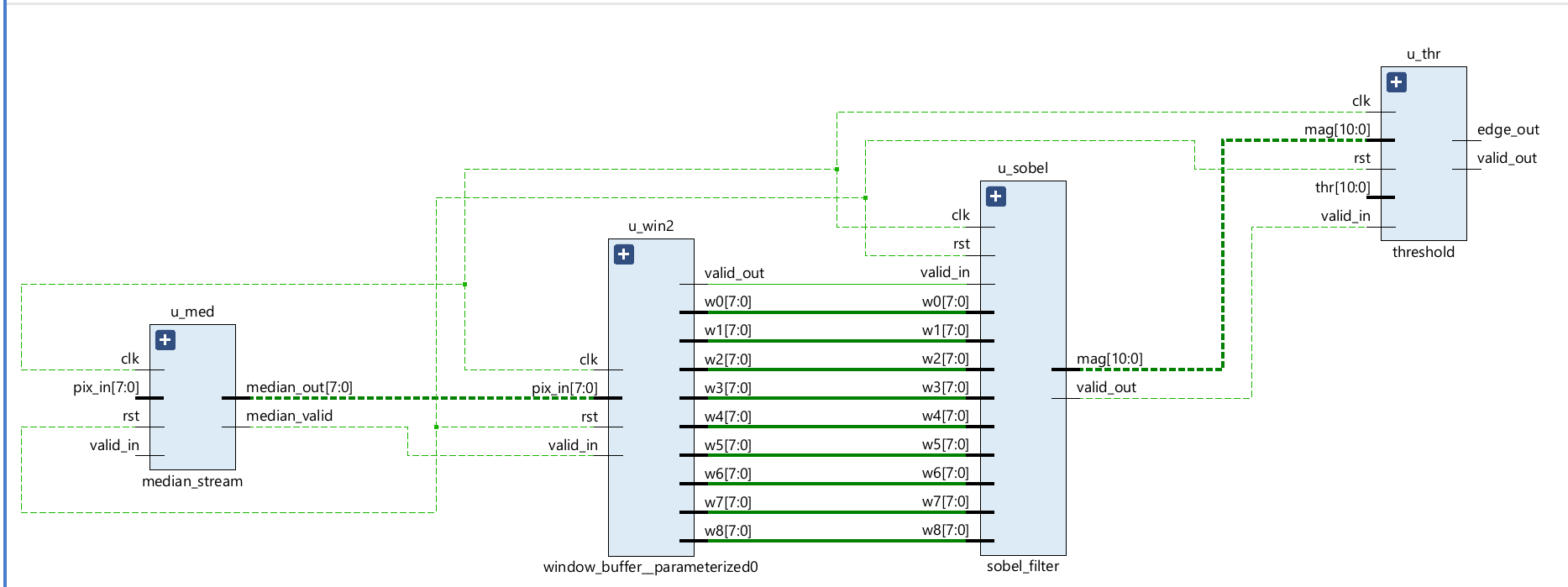 u_thr
clk
mag[10:0]
edge_out
rst
valid_out
thr[10:0]
valid_in
threshold
u_sobel
clk
rst
valid_in
w0[7:0]
w1[7:0]
w2[7:0]
w3[7:0]
w4[7:0]
w5[7:0]
w6[7:0]
w7[7:0]
w8[7:0]
mag[10:0]
valid_out
sobel_filter
u_win2
clk
pix_in[7:0]
rst
valid_in
valid_out
w0[7:0]
w1[7:0]
w2[7:0]
w3[7:0]
w4[7:0]
w5[7:0]
w6[7:0]
w7[7:0]
w8[7:0]
window_buffer__parameterized0
u_med
clk
pix_in[7:0]
rst
valid_in
median_out[7:0]
median_valid
median_stream